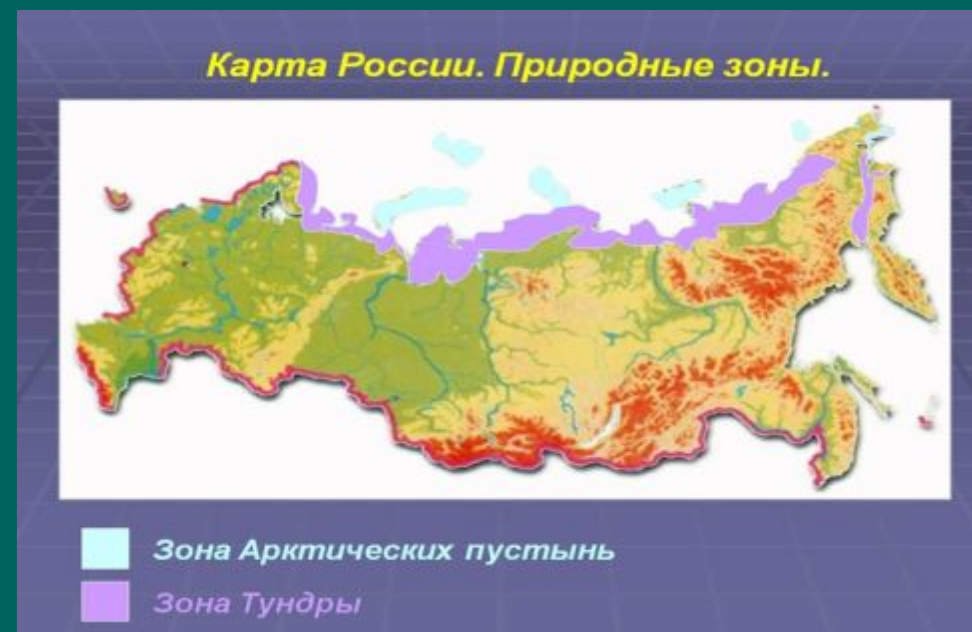 Карта России. Природные зоны.
Зона Арктических пустынь
Зона Тундры